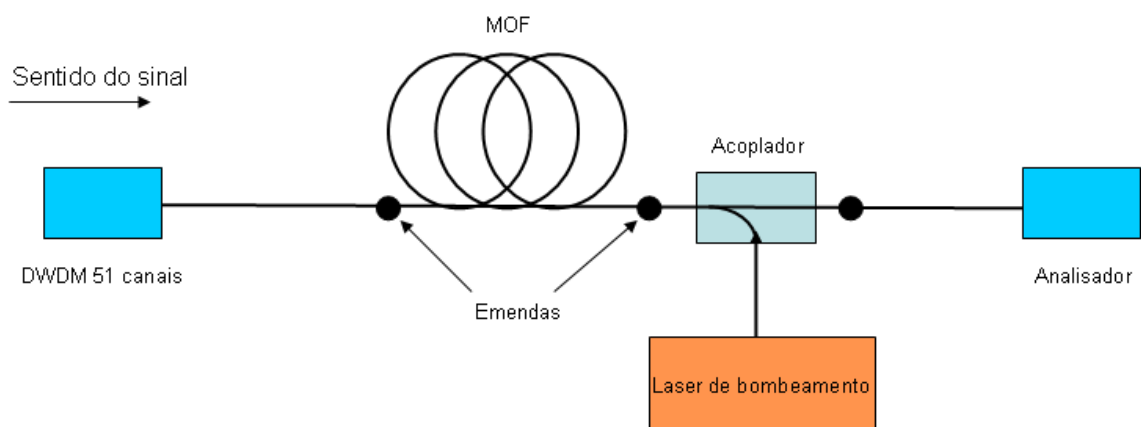 MOF
Sentido do sinal
Acoplador
DWDM 51 canais
Emendas
Analisador
Laser de bombeamento